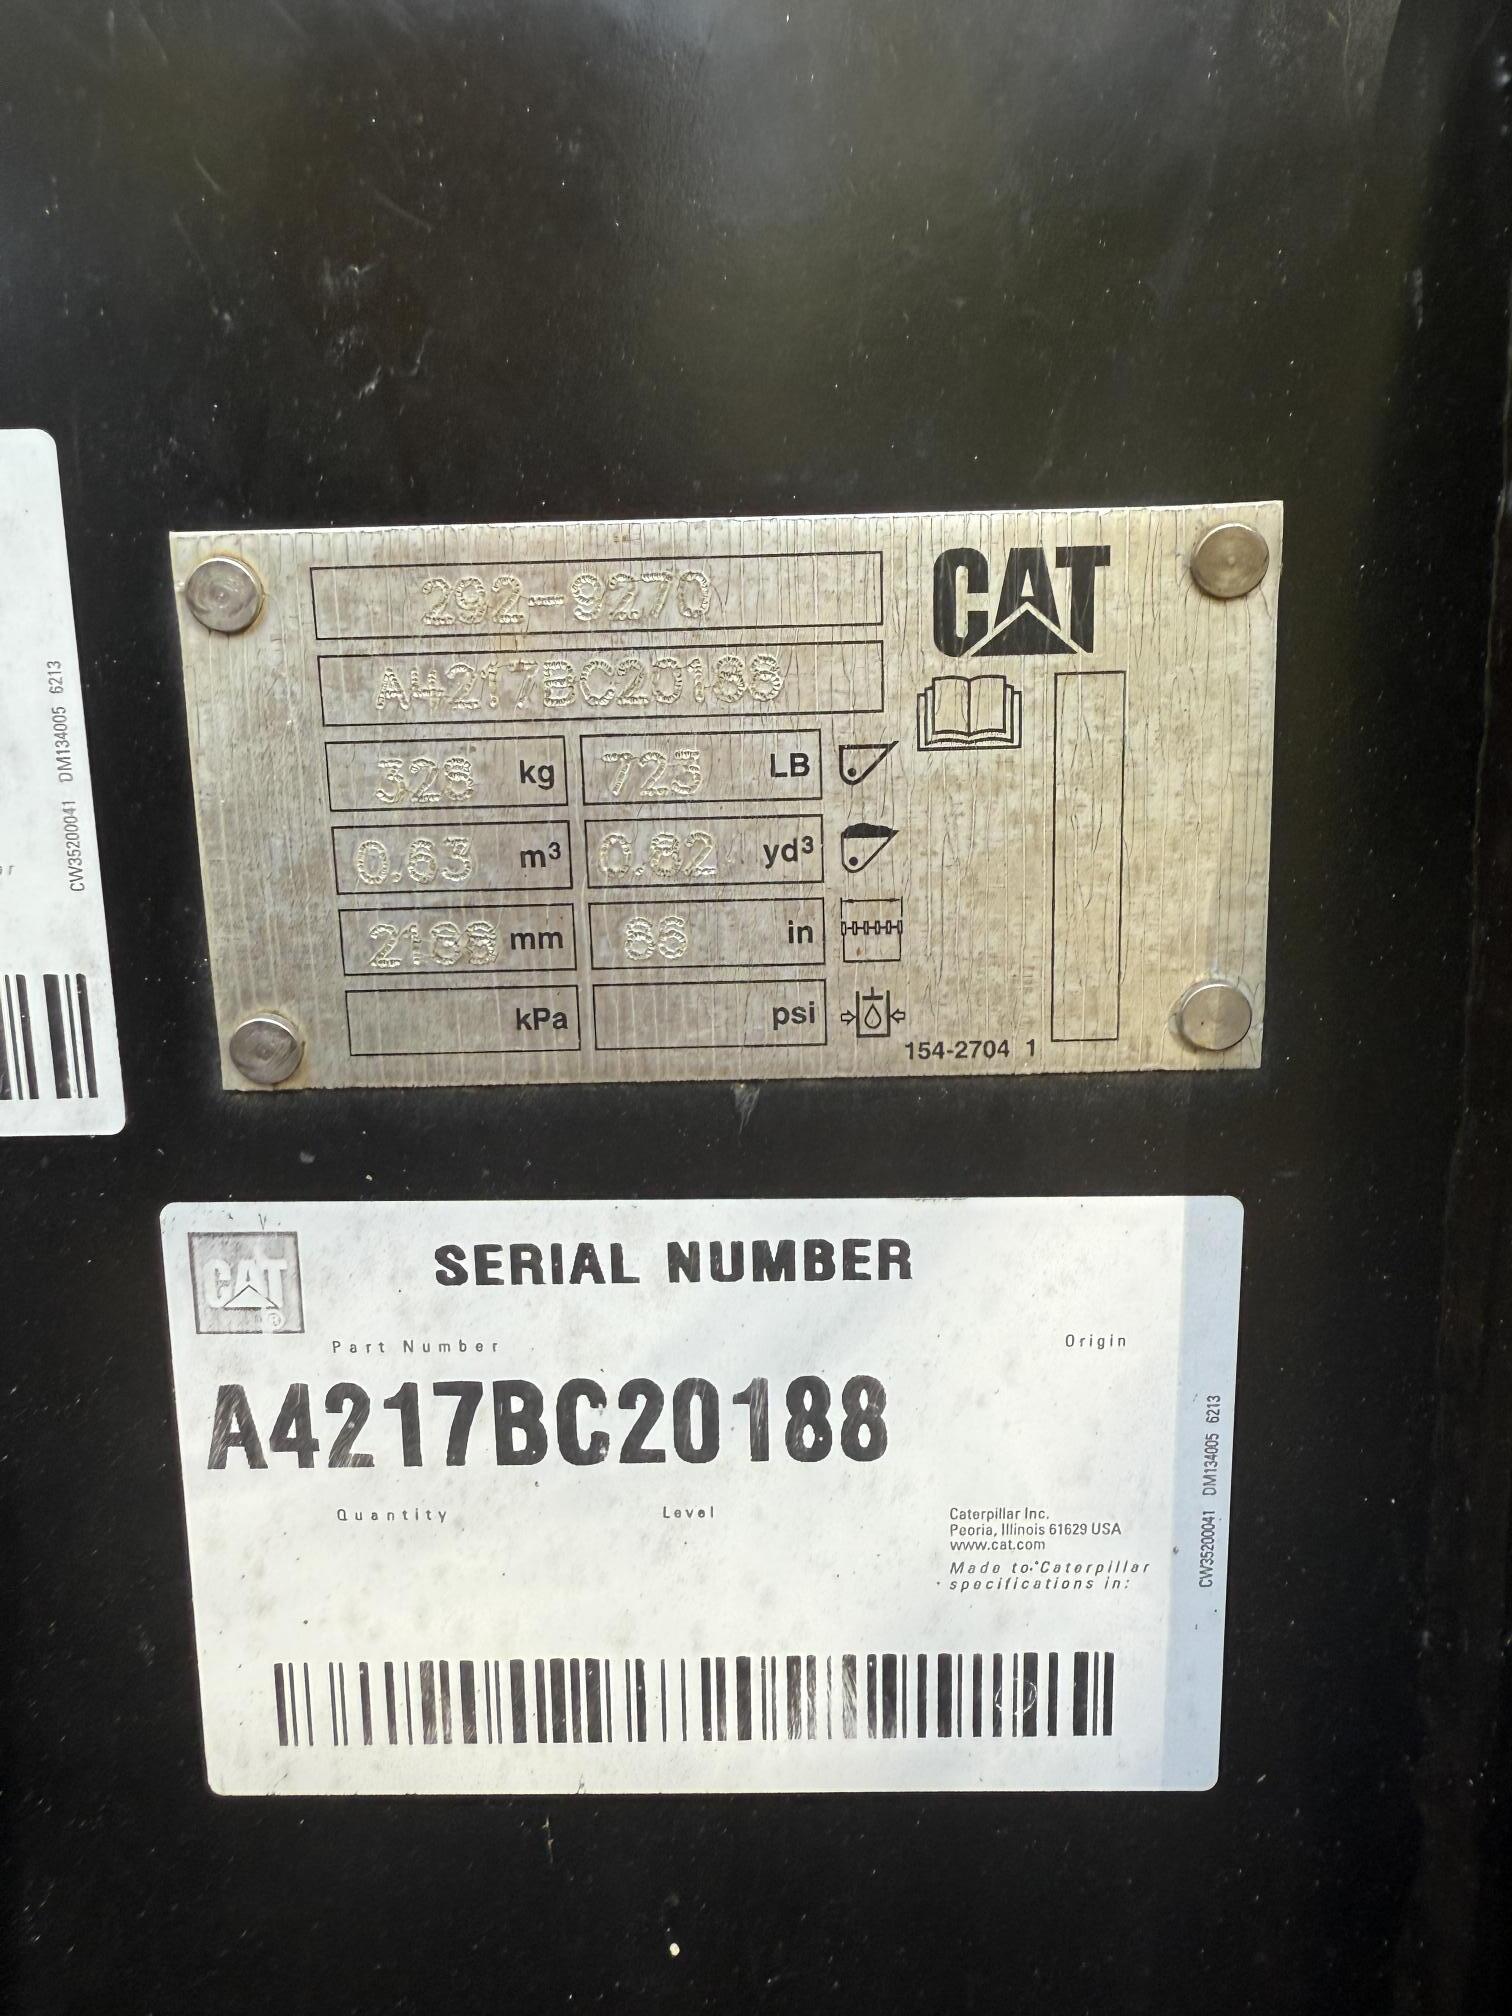 292-9270
CAT
A4217BC20188
328 kg 723 LB
0.63 m³ 0.82 yd³
2188 mm 86 in
kPa psi
154-2704 1
CW35200041 DM134005 6213
CAT
SERIAL NUMBER
Part Number Origin
A4217BC20188
Quantity Level
Caterpillar Inc.
Peoria, Illinois 61629 USA
www.cat.com
Made to Caterpillar
specifications in:
CW35200041 DM134005 6213